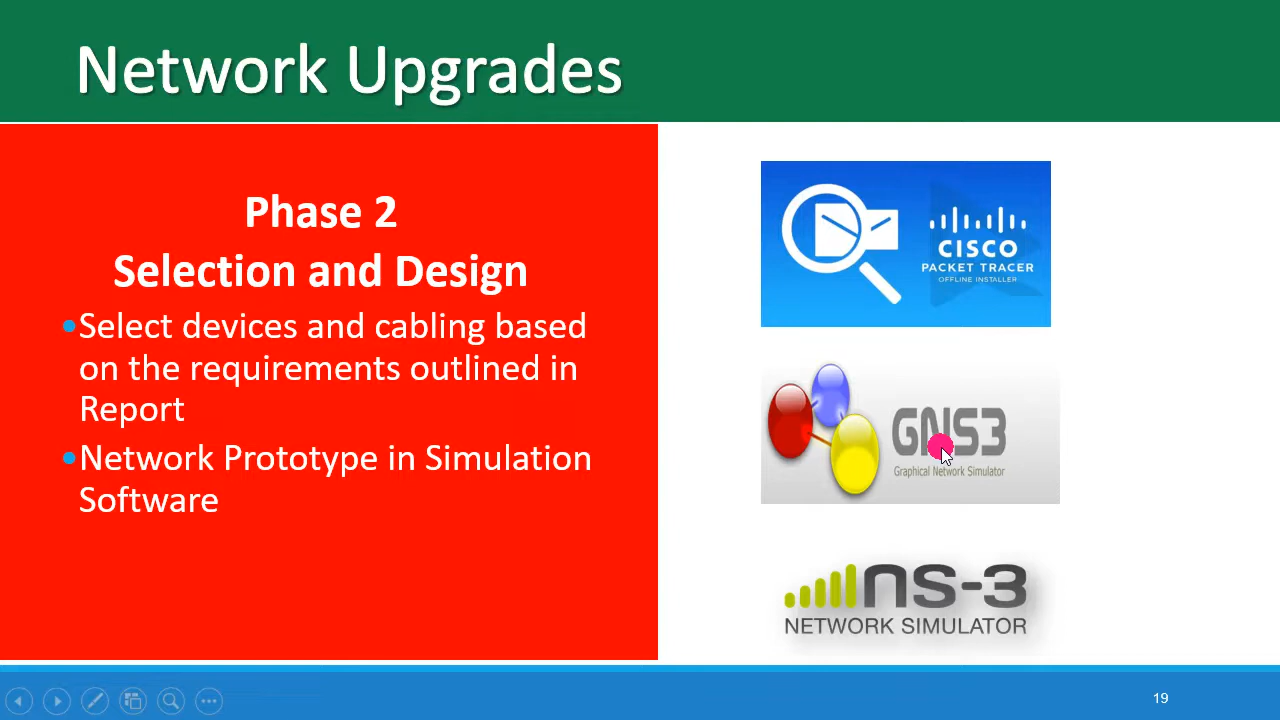 Network Upgrades
Phase 2
Selection and Design
•Select devices and cabling based
on the requirements outlined in
Report
•Network Prototype in Simulation
Software
CISCO
PACKET TRACER
OFFLINE INSTALLER
GNS3
Graphical Network Simulator
ns-3
NETWORK SIMULATOR
19